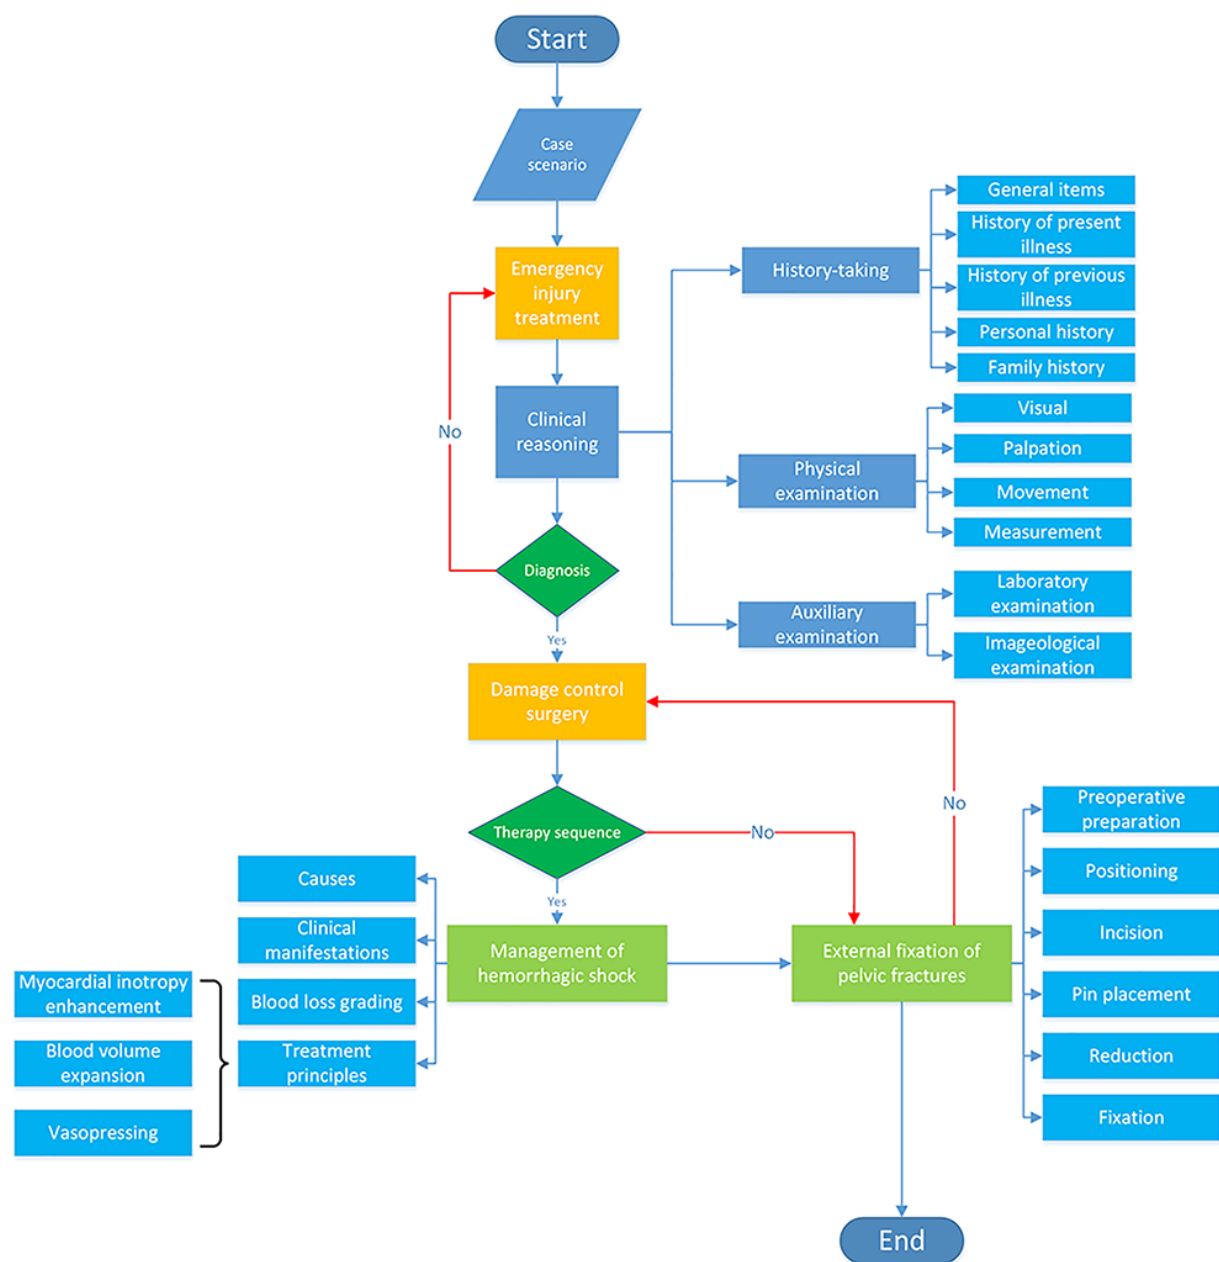 Start
Case
scenario
Emergency
injury
treatment
Clinical
reasoning
No
Diagnosis
Yes
History-taking
General items
History of present
illness
History of previous
illness
Personal history
Family history
Physical
examination
Visual
Palpation
Movement
Measurement
Auxiliary
examination
Laboratory
examination
Imageological
examination
Damage control
surgery
Therapy sequence
No
No
Yes
Management of
hemorrhagic shock
External fixation of
pelvic fractures
Causes
Clinical
manifestations
Blood loss grading
Treatment
principles
Myocardial inotropy
enhancement
Blood volume
expansion
Vasopressing
Preoperative
preparation
Positioning
Incision
Pin placement
Reduction
Fixation
End